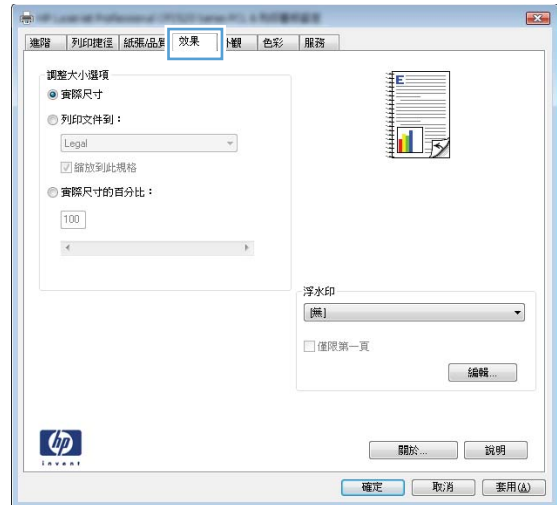 進階 列印捷徑 紙張/品質 效果 外觀 色彩 服務
調整大小選項
實際尺寸
列印文件到：
Legal
縮放到此規格
實際尺寸的百分比：
100
E
浮水印
[無]
僅限第一頁
編輯...
hp
invent
關於... 說明
確定 取消 套用(A)